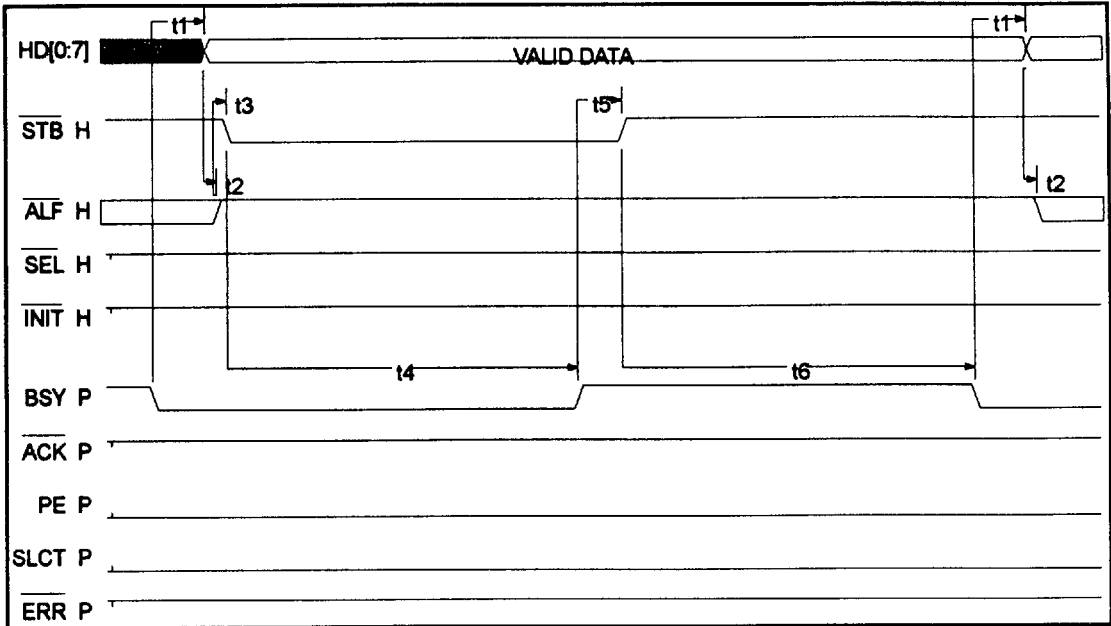 t1 t1
HD[0:7] VALID DATA
t3 t5
STB H
t2 t2
ALF H
SEL H
INIT H
t4 t6
BSY P
ACK P
PE P
SLCT P
ERR P